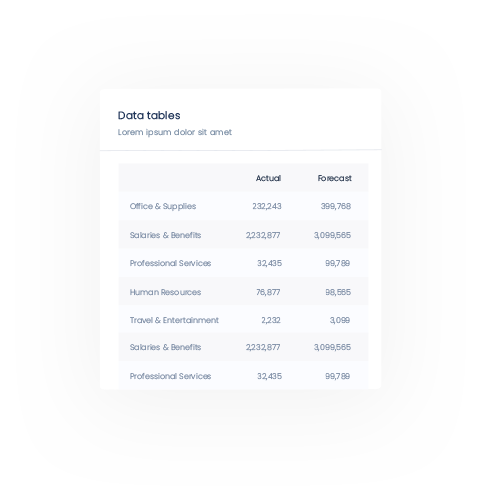 Data tables
Lorem ipsum dolor sit amet
Actual Forecast
Office & Supplies 232,243 399,768
Salaries & Benefits 2,232,877 3,099,565
Professional Services 32,435 99,789
Human Resources 76,877 98,565
Travel & Entertainment 2,232 3,099
Salaries & Benefits 2,232,877 3,099,565
Professional Services 32,435 99,789